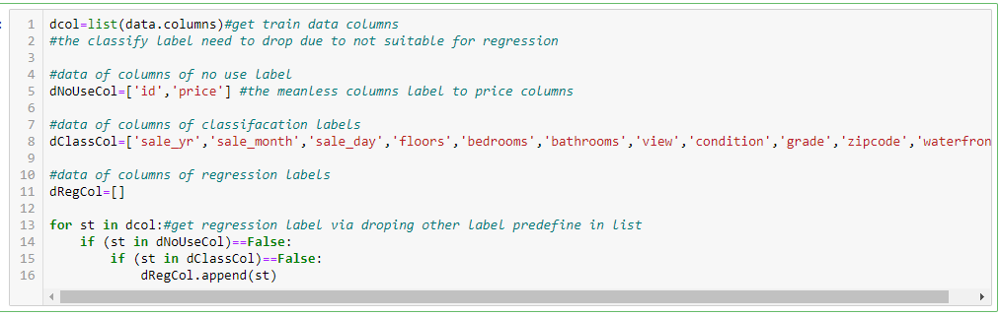 1 dcol=list(data.columns)#get train data columns
2 #the classify label need to drop due to not suitable for regression
3
4 #data of columns of no use label
5 dNoUseCol=['id','price'] #the meanless columns label to price columns
6
7 #data of columns of classifacation labels
8 dClassCol=['sale_yr','sale_month','sale_day','floors','bedrooms','bathrooms','view','condition','grade','zipcode','waterfron
9
10 #data of columns of regression labels
11 dRegCol=[]
12
13 for st in dcol:#get regression label via droping other label predefine in list
14     if (st in dNoUseCol)==False:
15         if (st in dClassCol)==False:
16             dRegCol.append(st)